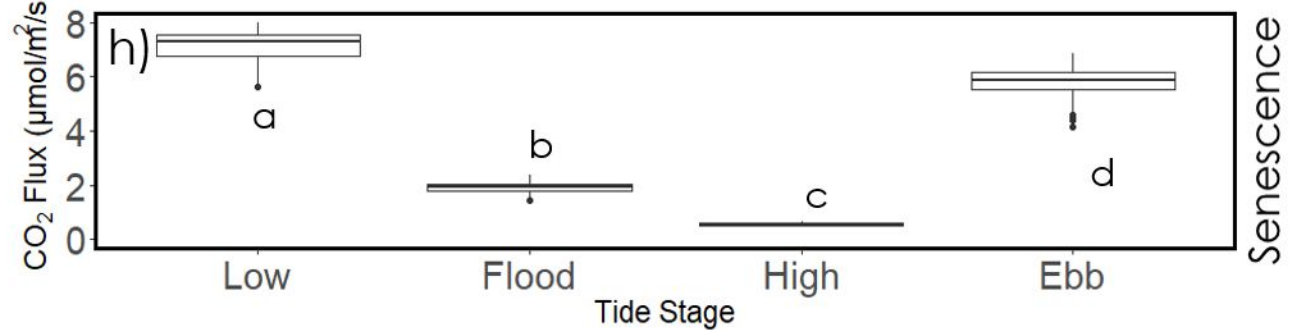 CO₂ Flux (µmol/m²/s
8
6
4
2
0
h)
a
b
c
d
Low Flood High Ebb
Tide Stage
Senescence